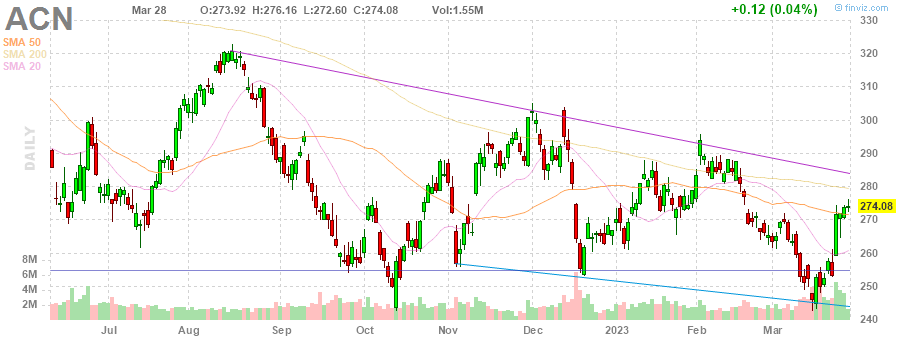 ACN Mar 28 O:273.92 H:276.16 L:272.60 C:274.08 Vol:1.55M +0.12 (0.04%) © finviz.com
SMA 50
SMA 200
SMA 20
DAILY
330
320
310
300
290
280
274.08
270
260
250
240
8M
6M
4M
2M
Jul Aug Sep Oct Nov Dec 2023 Feb Mar